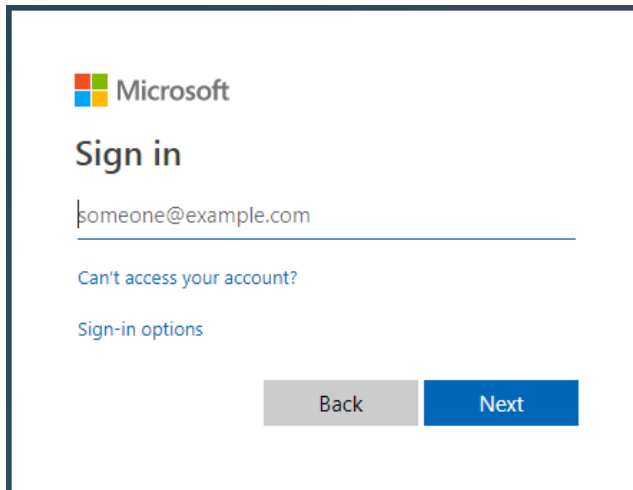 Microsoft
Sign in
someone@example.com
Can't access your account?
Sign-in options
Back Next